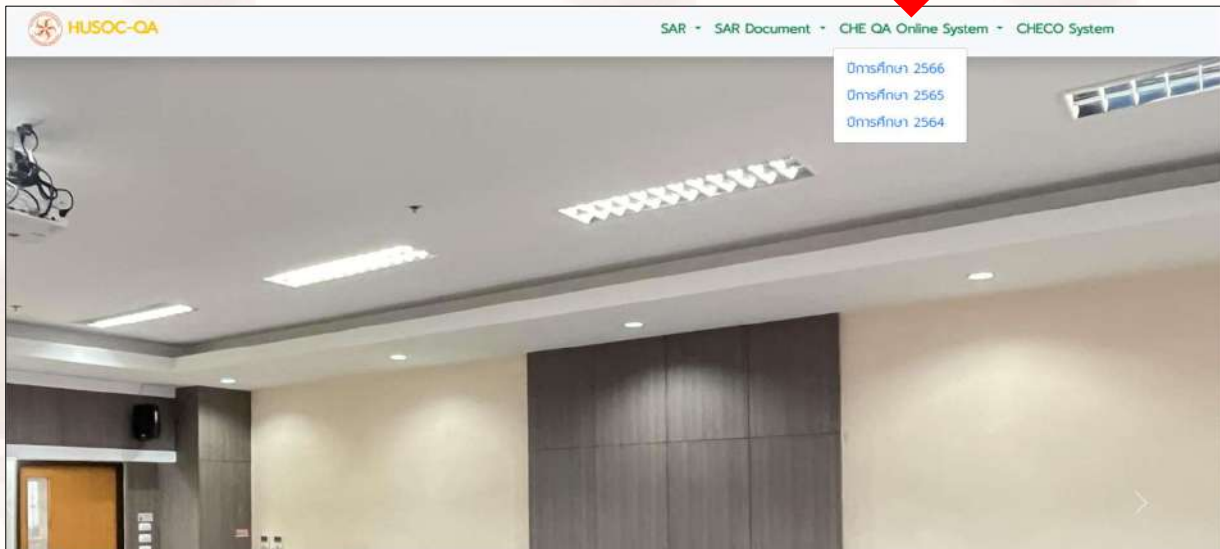 HUSOC-QA
SAR SAR Document CHE QA Online System CHECO System
ปีการศึกษา 2566
ปีการศึกษา 2565
ปีการศึกษา 2564